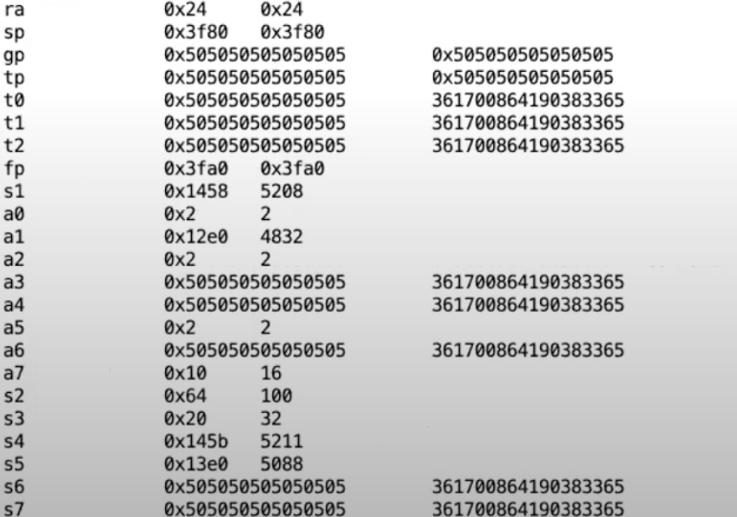 ra 0x24 0x24
sp 0x3f80 0x3f80
gp 0x505050505050505 0x505050505050505
tp 0x505050505050505 0x505050505050505
t0 0x505050505050505 361700864190383365
t1 0x505050505050505 361700864190383365
t2 0x505050505050505 361700864190383365
fp 0x3fa0 0x3fa0
s1 0x1458 5208
a0 0x2 2
a1 0x12e0 4832
a2 0x2 2
a3 0x505050505050505 361700864190383365
a4 0x505050505050505 361700864190383365
a5 0x2 2
a6 0x505050505050505 361700864190383365
a7 0x10 16
s2 0x64 100
s3 0x20 32
s4 0x145b 5211
s5 0x13e0 5088
s6 0x505050505050505 361700864190383365
s7 0x505050505050505 361700864190383365